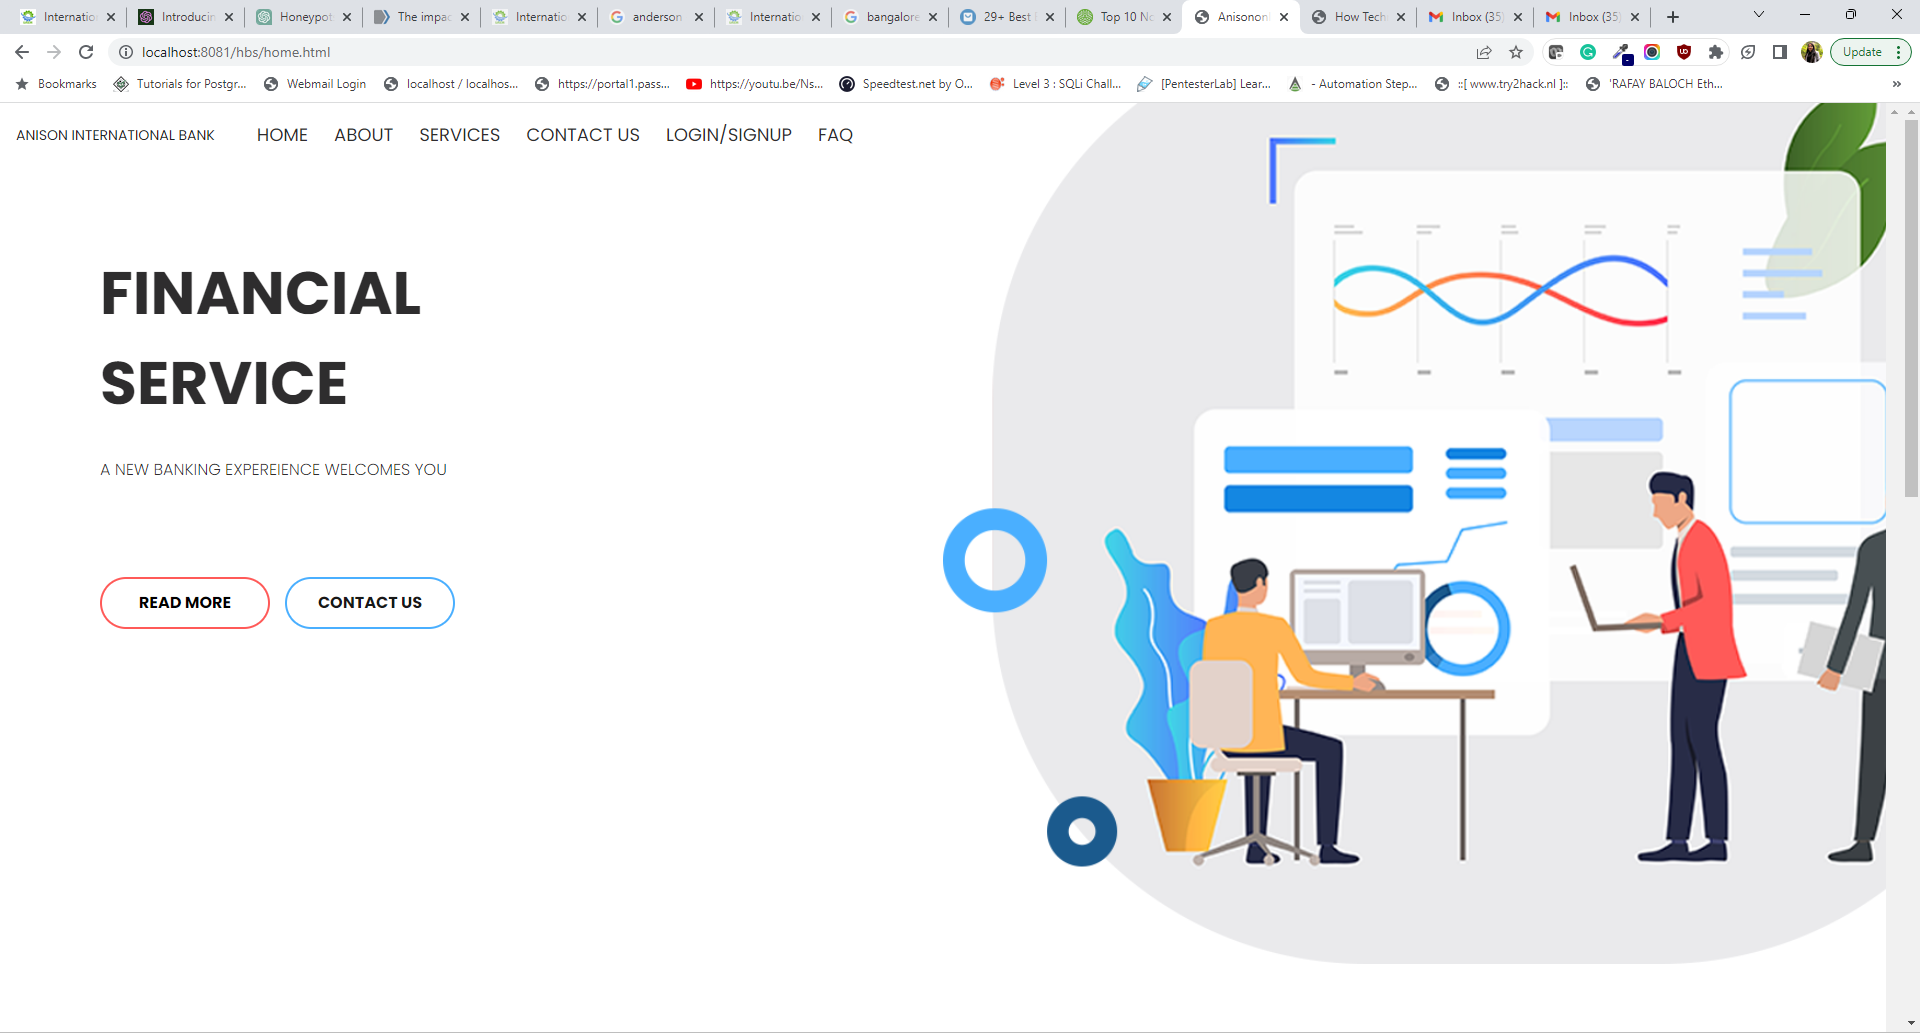 Internatio
Introducin
Honeypot
The impac
Internatio
anderson
Internatio
bangalore
29+ Best
Top 10 No
Anisonon
How Tech
Inbox (35)
Inbox (35)
localhost:8081/hbs/home.html
Update
Bookmarks
Tutorials for Postgr...
Webmail Login
localhost / localhos...
https://portal1.pass...
https://youtu.be/Ns...
Speedtest.net by O...
Level 3 : SQLi Chall...
[PentesterLab] Lear...
- Automation Step...
::[ www.try2hack.nl ]::
'RAFAY BALOCH Eth...
»
ANISON INTERNATIONAL BANK
HOME
ABOUT
SERVICES
CONTACT US
LOGIN/SIGNUP
FAQ
FINANCIAL
SERVICE
A NEW BANKING EXPEREIENCE WELCOMES YOU
READ MORE
CONTACT US